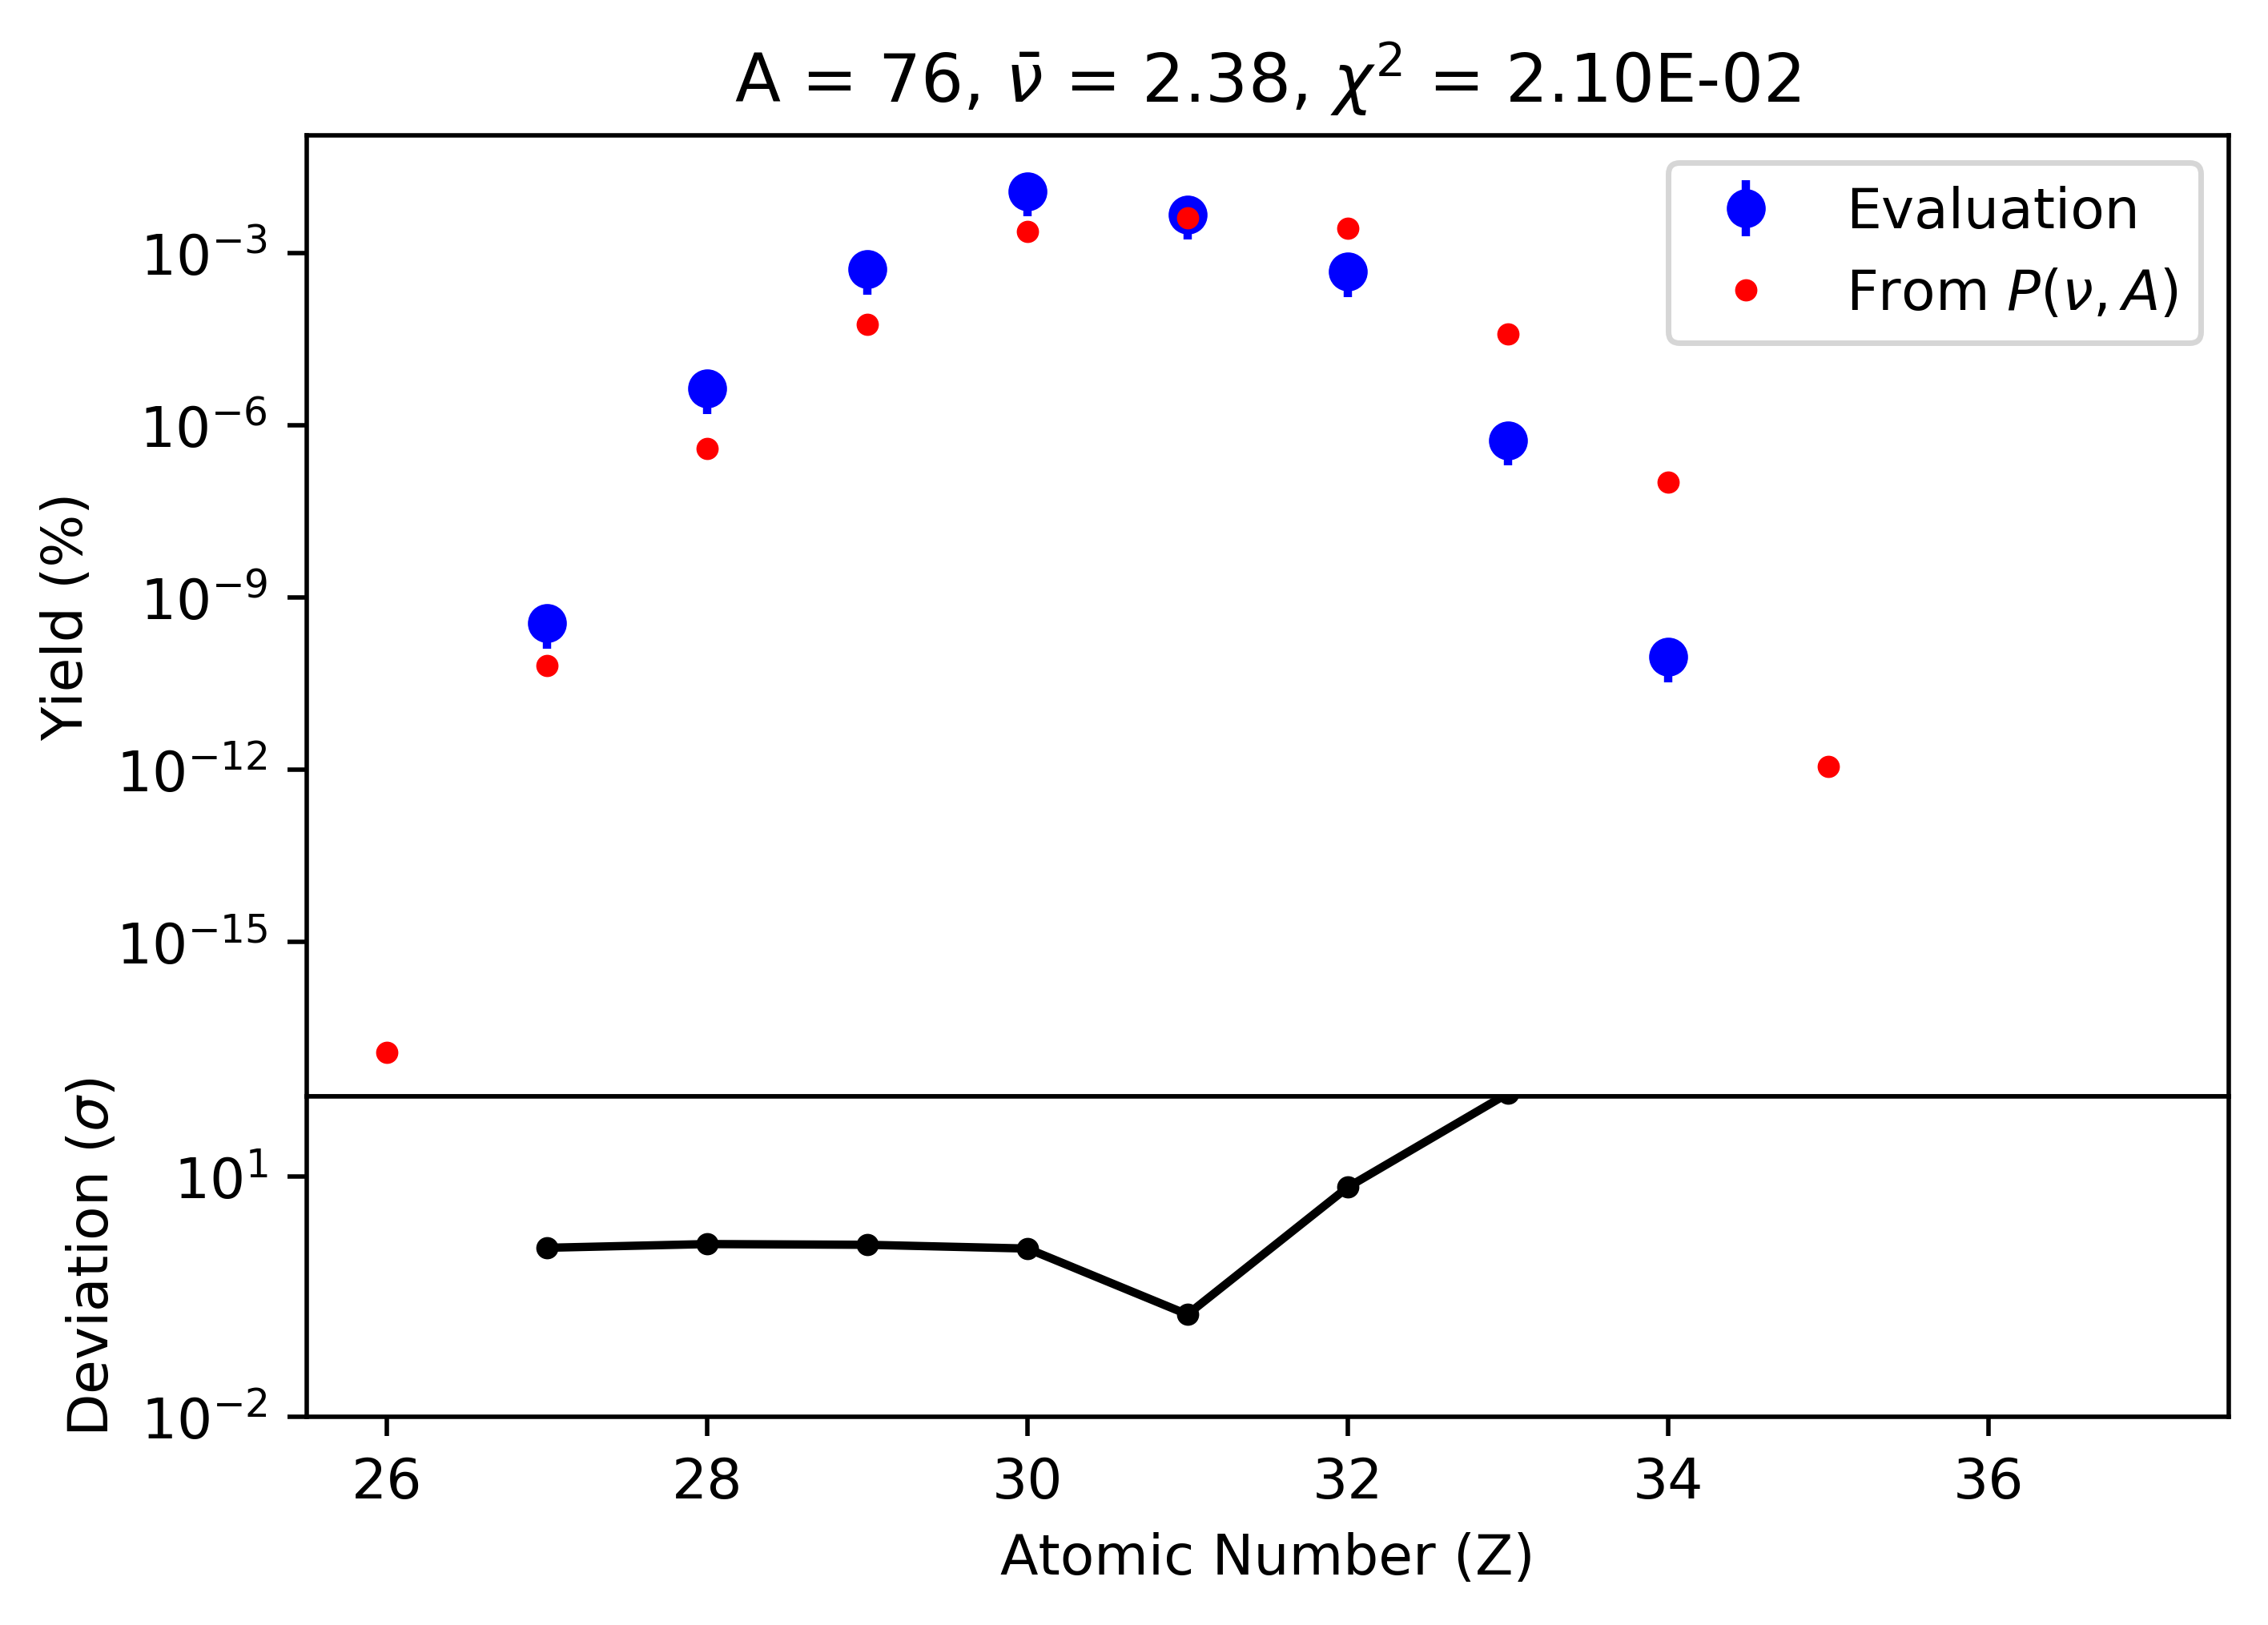 A = 76, ν̄ = 2.38, χ² = 2.10E-02
Evaluation
From P(ν, A)
Yield (%)
10⁻³
10⁻⁶
10⁻⁹
10⁻¹²
10⁻¹⁵
Deviation (σ)
10¹
10⁻²
26 28 30 32 34 36
Atomic Number (Z)